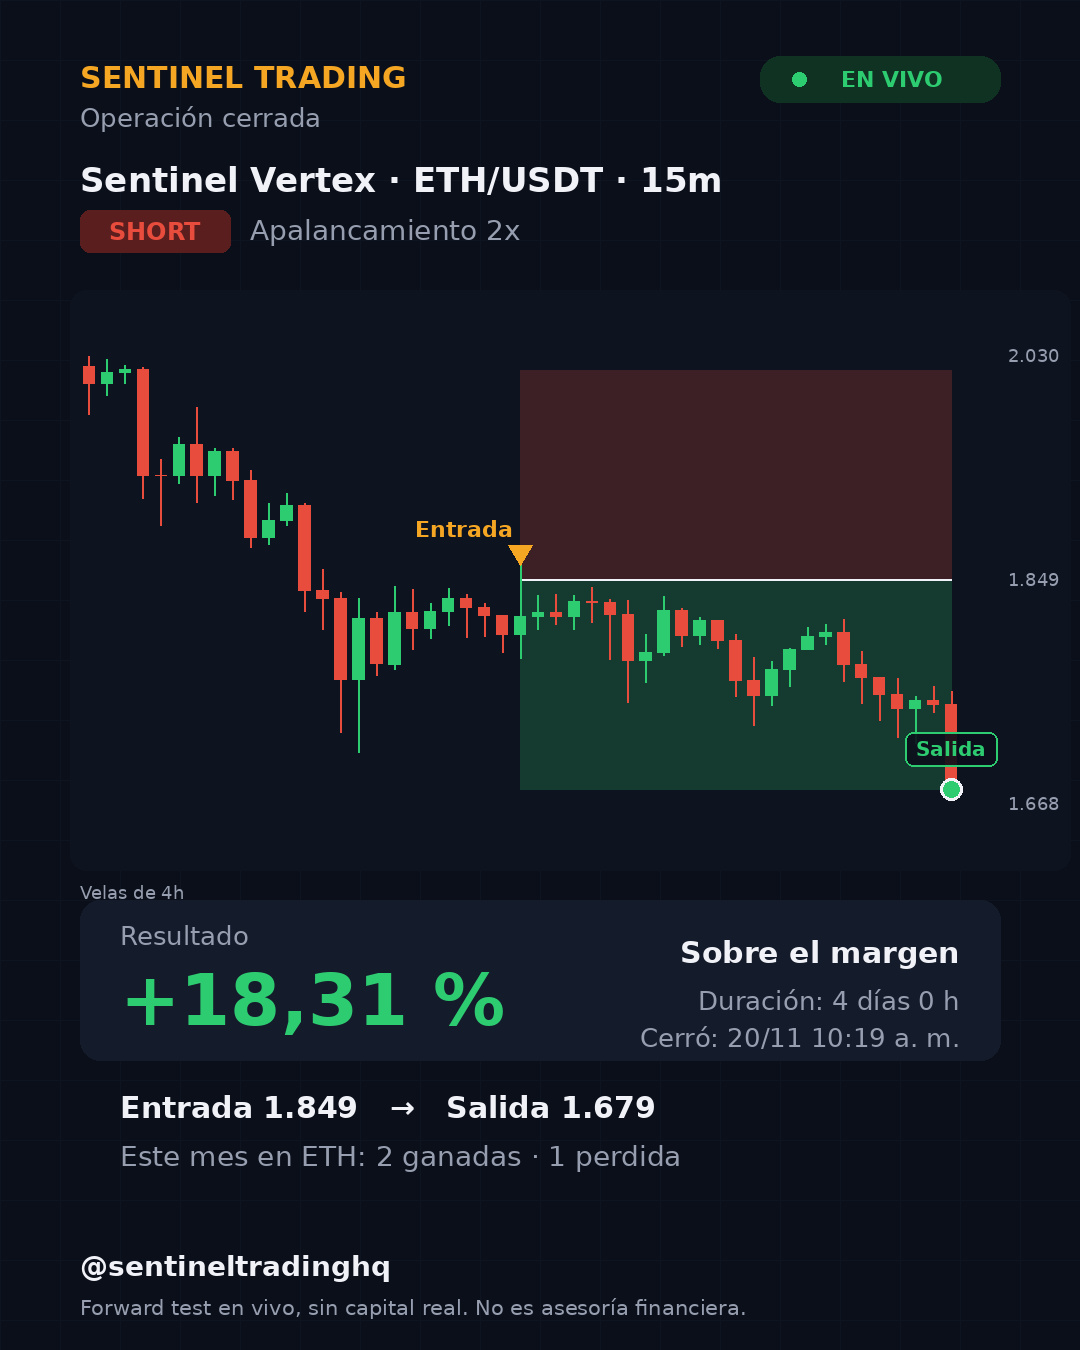 SENTINEL TRADING
EN VIVO
Operación cerrada
Sentinel Vertex · ETH/USDT · 15m
SHORT
Apalancamiento 2x
2.030
Entrada
1.849
Salida
1.668
Velas de 4h
Resultado
Sobre el margen
+18,31 %
Duración: 4 días 0 h
Cerró: 20/11 10:19 a. m.
Entrada 1.849 → Salida 1.679
Este mes en ETH: 2 ganadas · 1 perdida
@sentineltradinghq
Forward test en vivo, sin capital real. No es asesoría financiera.